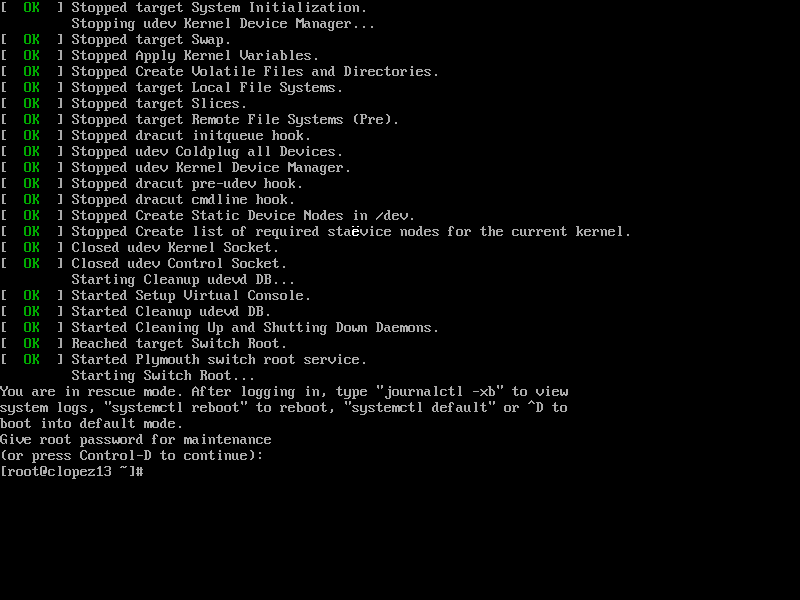 [  OK  ] Stopped target System Initialization.
         Stopping udev Kernel Device Manager...
[  OK  ] Stopped target Swap.
[  OK  ] Stopped Apply Kernel Variables.
[  OK  ] Stopped Create Volatile Files and Directories.
[  OK  ] Stopped target Local File Systems.
[  OK  ] Stopped target Slices.
[  OK  ] Stopped target Remote File Systems (Pre).
[  OK  ] Stopped dracut initqueue hook.
[  OK  ] Stopped udev Coldplug all Devices.
[  OK  ] Stopped udev Kernel Device Manager.
[  OK  ] Stopped dracut pre-udev hook.
[  OK  ] Stopped dracut cmdline hook.
[  OK  ] Stopped Create Static Device Nodes in /dev.
[  OK  ] Stopped Create list of required staevice nodes for the current kernel.
[  OK  ] Closed udev Kernel Socket.
[  OK  ] Closed udev Control Socket.
         Starting Cleanup udevd DB...
[  OK  ] Started Setup Virtual Console.
[  OK  ] Started Cleanup udevd DB.
[  OK  ] Started Cleaning Up and Shutting Down Daemons.
[  OK  ] Reached target Switch Root.
[  OK  ] Started Plymouth switch root service.
         Starting Switch Root...
You are in rescue mode. After logging in, type "journalctl -xb" to view
system logs, "systemctl reboot" to reboot, "systemctl default" or ^D to
boot into default mode.
Give root password for maintenance
(or press Control-D to continue):
[root@clopez13 ~]#